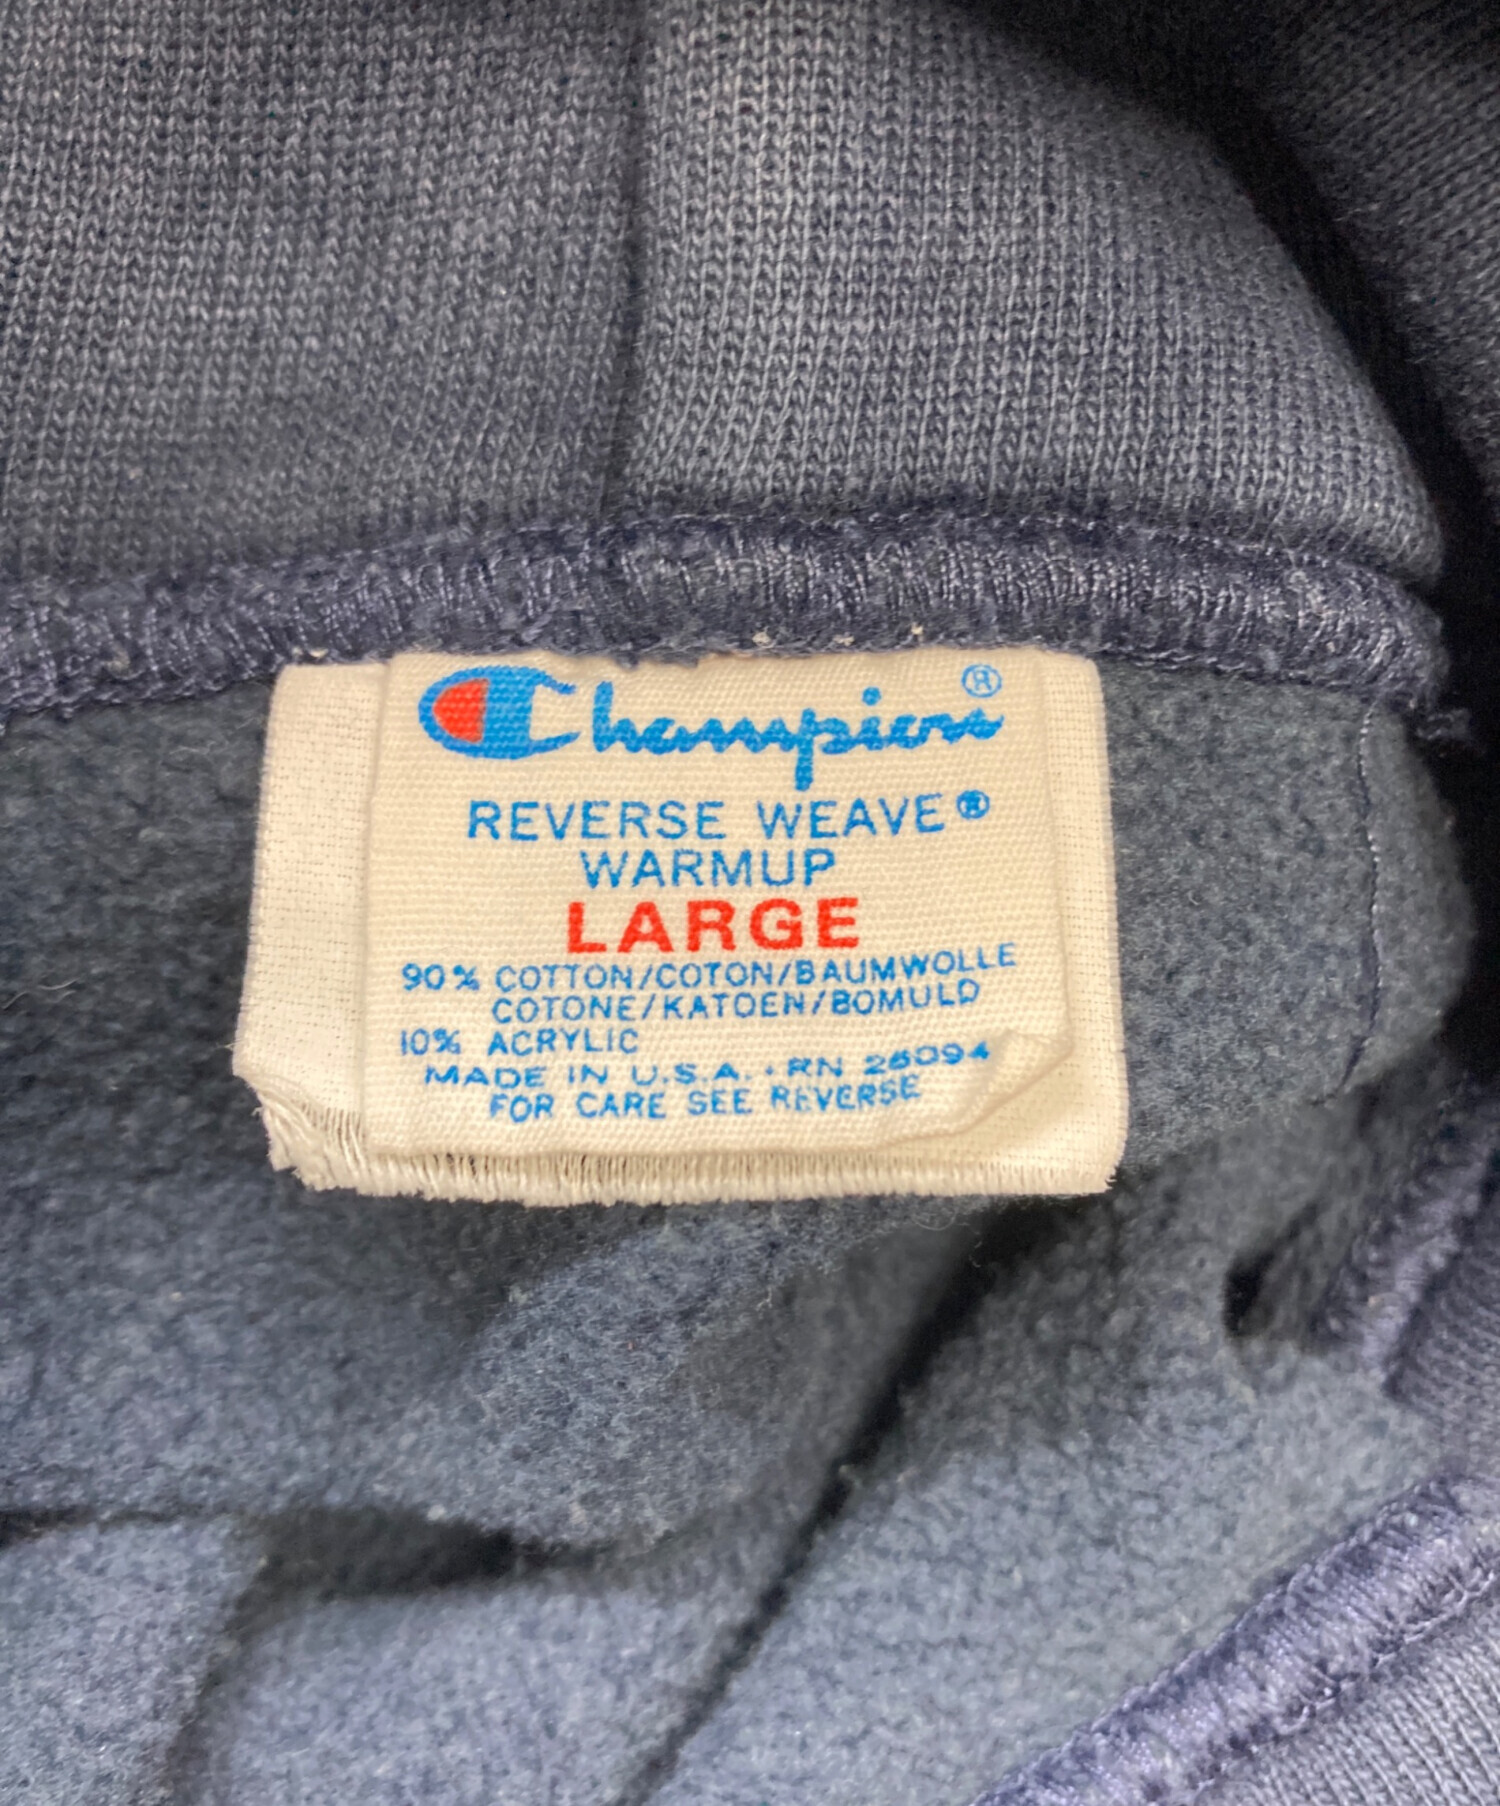 Champion®
REVERSE WEAVE®
WARMUP
LARGE
90% COTTON/COTON/BAUMWOLLE
COTONE/KATOEN/BOMULD
10% ACRYLIC
MADE IN U.S.A. • RN 26094
FOR CARE SEE REVERSE